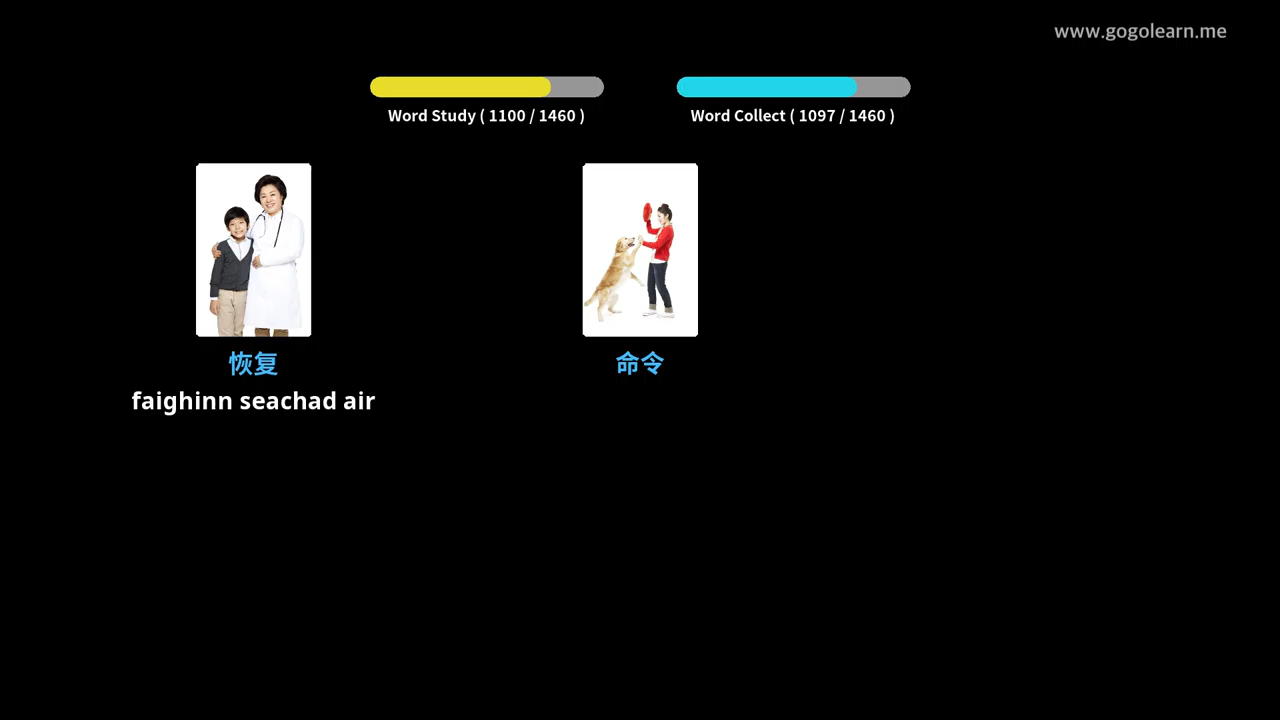 www.gogolearn.me
Word Study ( 1100 / 1460 )
Word Collect ( 1097 / 1460 )
恢复
命令
faighinn seachad air